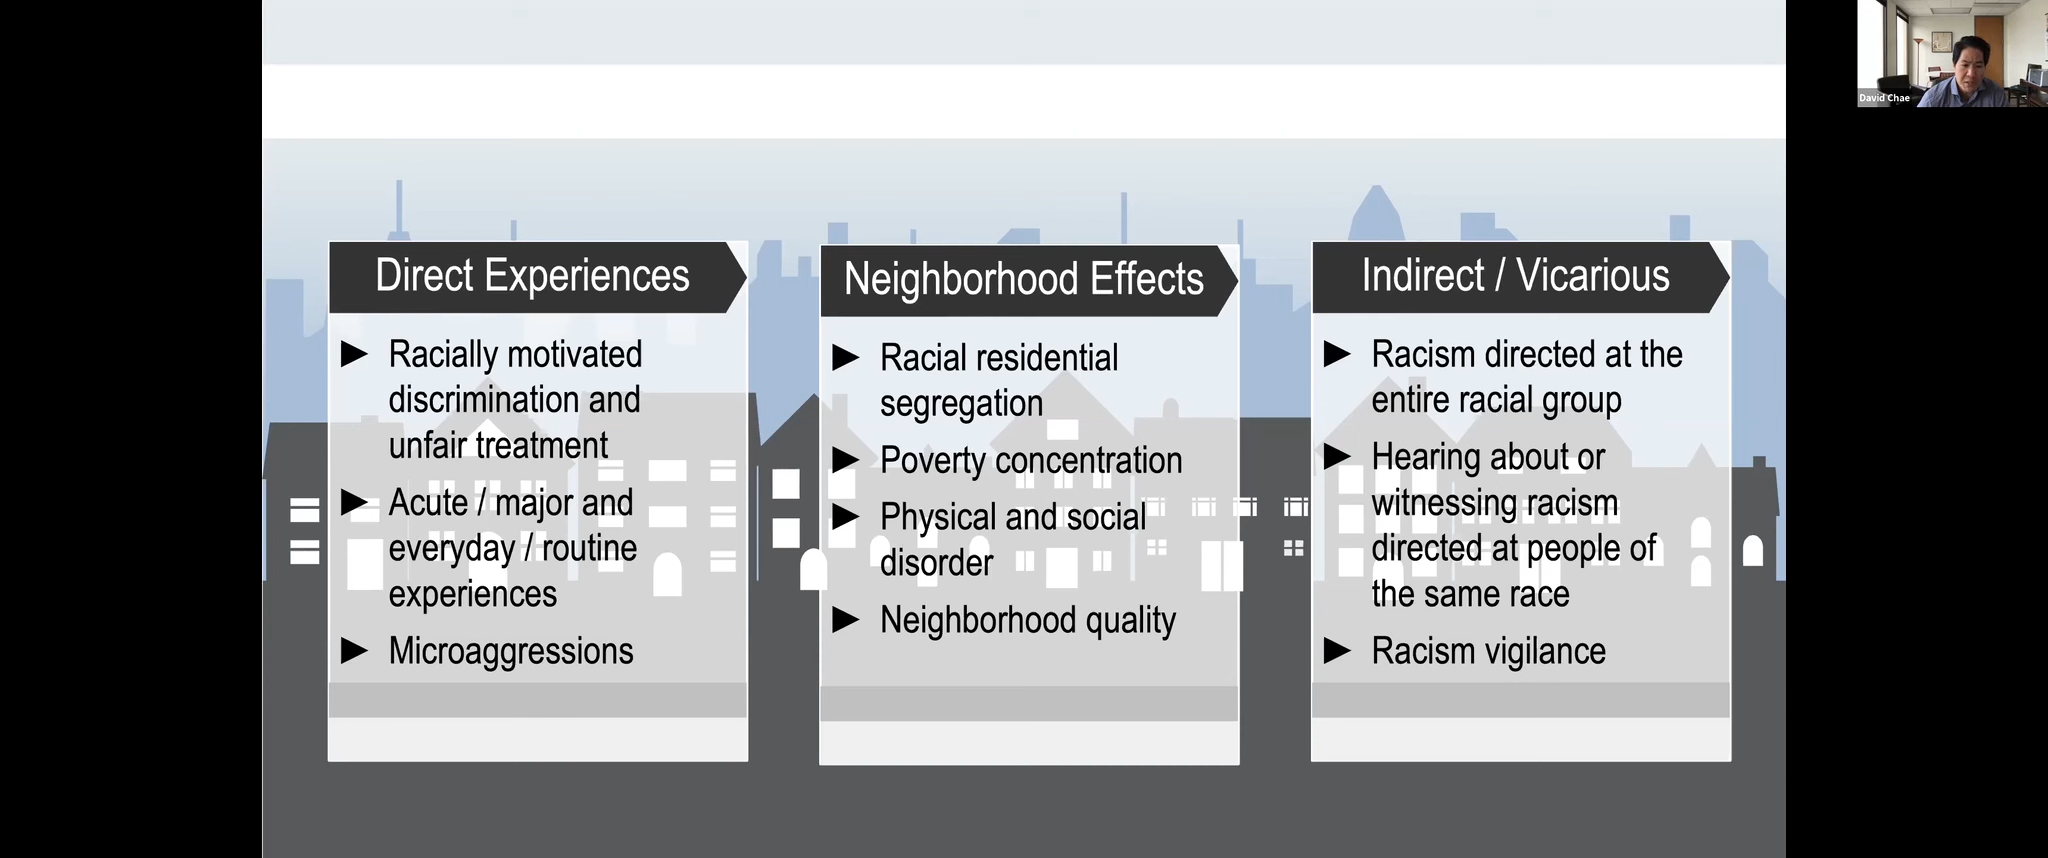 David Chae
Direct Experiences
► Racially motivated
discrimination and
unfair treatment
► Acute / major and
everyday / routine
experiences
► Microaggressions
Neighborhood Effects
► Racial residential
segregation
► Poverty concentration
► Physical and social
disorder
► Neighborhood quality
Indirect / Vicarious
► Racism directed at the
entire racial group
► Hearing about or
witnessing racism
directed at people of
the same race
► Racism vigilance